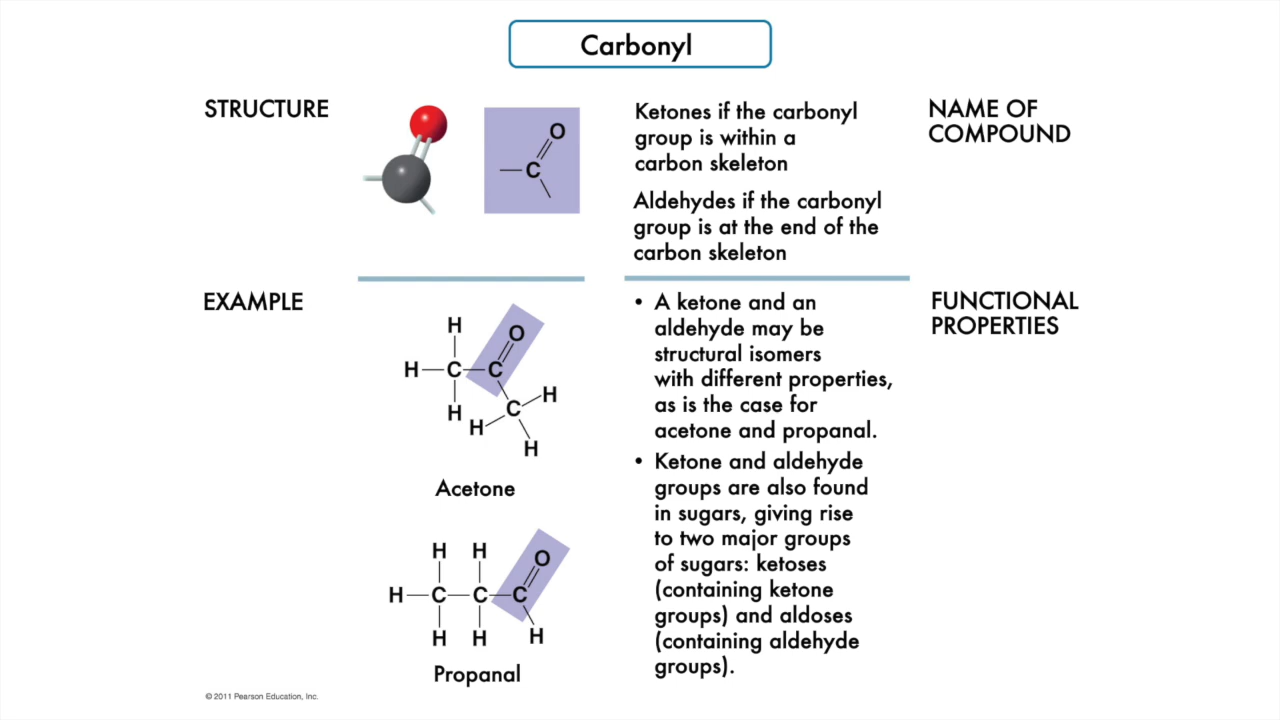 Carbonyl
STRUCTURE
O
C
Ketones if the carbonyl
group is within a
carbon skeleton
Aldehydes if the carbonyl
group is at the end of the
carbon skeleton
NAME OF
COMPOUND
EXAMPLE
H O
H C C
H H C H
H
Acetone
H H O
H C C C
H H H
Propanal
• A ketone and an
aldehyde may be
structural isomers
with different properties,
as is the case for
acetone and propanal.
• Ketone and aldehyde
groups are also found
in sugars, giving rise
to two major groups
of sugars: ketoses
(containing ketone
groups) and aldoses
(containing aldehyde
groups).
FUNCTIONAL
PROPERTIES
© 2011 Pearson Education, Inc.